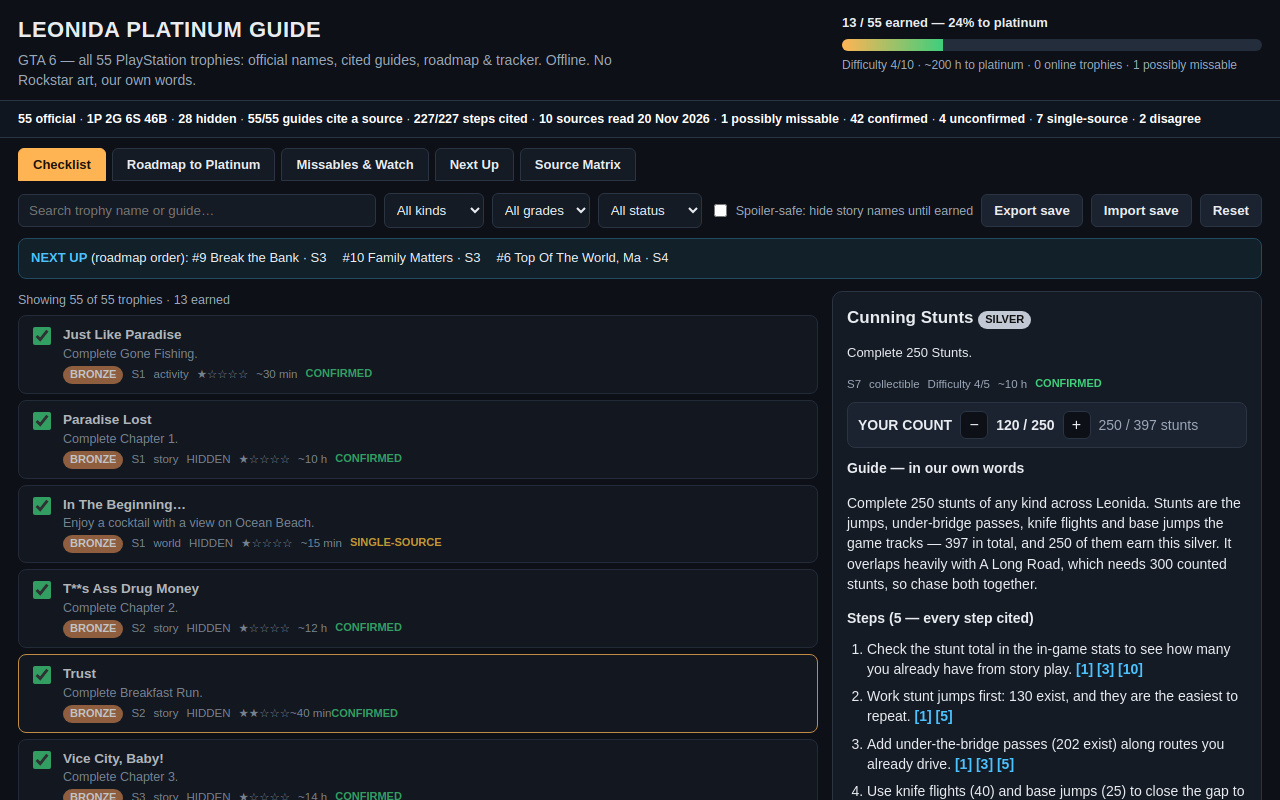 LEONIDA PLATINUM GUIDE
GTA 6 — all 55 PlayStation trophies: official names, cited guides, roadmap & tracker. Offline. No
Rockstar art, our own words.
13 / 55 earned — 24% to platinum
Difficulty 4/10 · ~200 h to platinum · 0 online trophies · 1 possibly missable
55 official · 1P 2G 6S 46B · 28 hidden · 55/55 guides cite a source · 227/227 steps cited · 10 sources read 20 Nov 2026 · 1 possibly missable · 42 confirmed · 4 unconfirmed · 7 single-source · 2 disagree
Checklist
Roadmap to Platinum
Missables & Watch
Next Up
Source Matrix
Search trophy name or guide…
All kinds
All grades
All status
Spoiler-safe: hide story names until earned
Export save
Import save
Reset
NEXT UP (roadmap order): #9 Break the Bank · S3 #10 Family Matters · S3 #6 Top Of The World, Ma · S4
Showing 55 of 55 trophies · 13 earned
Just Like Paradise
Complete Gone Fishing.
BRONZE S1 activity ★☆☆☆☆ ~30 min CONFIRMED
Paradise Lost
Complete Chapter 1.
BRONZE S1 story HIDDEN ★☆☆☆☆ ~10 h CONFIRMED
In The Beginning…
Enjoy a cocktail with a view on Ocean Beach.
BRONZE S1 world HIDDEN ★☆☆☆☆ ~15 min SINGLE-SOURCE
T**s Ass Drug Money
Complete Chapter 2.
BRONZE S2 story HIDDEN ★☆☆☆☆ ~12 h CONFIRMED
Trust
Complete Breakfast Run.
BRONZE S2 story HIDDEN ★★☆☆☆~40 minCONFIRMED
Vice City, Baby!
Complete Chapter 3.
BRONZE S3 story HIDDEN ★☆☆☆☆ ~14 h CONFIRMED
Cunning Stunts SILVER
Complete 250 Stunts.
S7 collectible Difficulty 4/5 ~10 h CONFIRMED
YOUR COUNT − 120 / 250 + 250 / 397 stunts
Guide — in our own words
Complete 250 stunts of any kind across Leonida. Stunts are the
jumps, under-bridge passes, knife flights and base jumps the
game tracks — 397 in total, and 250 of them earn this silver. It
overlaps heavily with A Long Road, which needs 300 counted
stunts, so chase both together.
Steps (5 — every step cited)
1. Check the stunt total in the in-game stats to see how many
you already have from story play. [1] [3] [10]
2. Work stunt jumps first: 130 exist, and they are the easiest to
repeat. [1] [5]
3. Add under-the-bridge passes (202 exist) along routes you
already drive. [1] [3] [5]
4. Use knife flights (40) and base jumps (25) to close the gap to